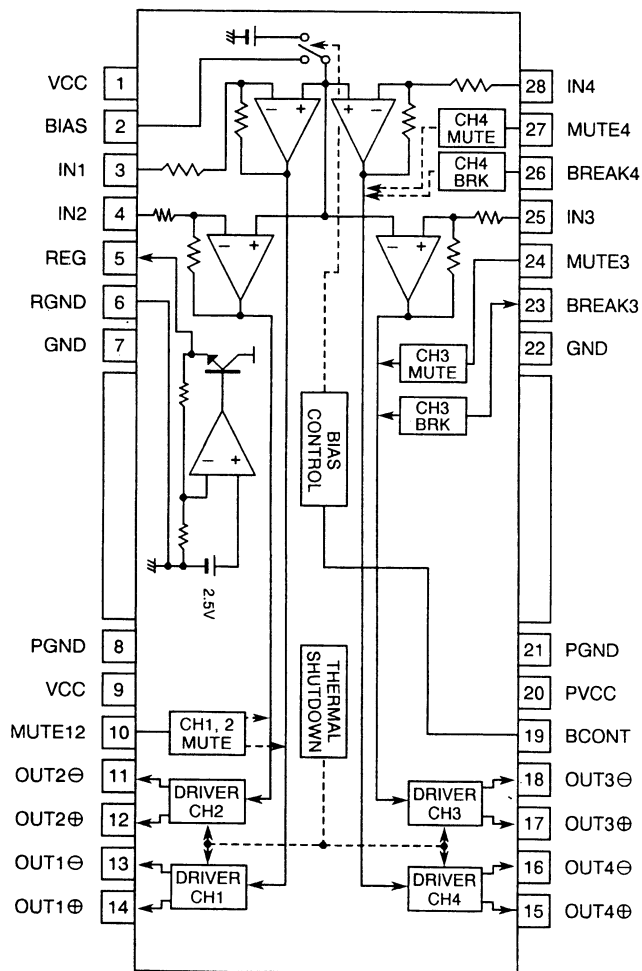 VCC 1
BIAS 2
IN1 3
IN2 4
REG 5
RGND 6
GND 7
PGND 8
VCC 9
MUTE12 10
OUT2⊖ 11
OUT2⊕ 12
OUT1⊖ 13
OUT1⊕ 14
− +
+ −
− +
+ −
− +
2.5V
CH4
MUTE
CH4
BRK
CH3
MUTE
CH3
BRK
BIAS
CONTROL
THERMAL
SHUTDOWN
CH1, 2
MUTE
DRIVER
CH2
DRIVER
CH1
DRIVER
CH3
DRIVER
CH4
28 IN4
27 MUTE4
26 BREAK4
25 IN3
24 MUTE3
23 BREAK3
22 GND
21 PGND
20 PVCC
19 BCONT
18 OUT3⊖
17 OUT3⊕
16 OUT4⊖
15 OUT4⊕